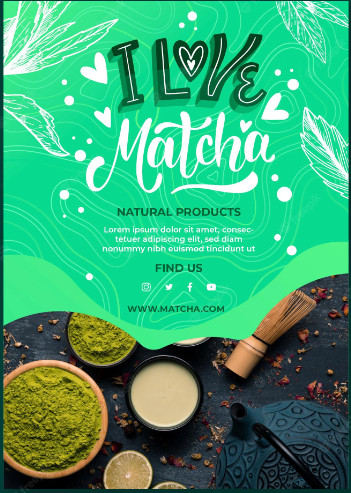 I LOVE
Matcha
NATURAL PRODUCTS
Lorem ipsum dolor sit amet, consec-
tetuer adipiscing elit, sed diam
nonummy nibh euismod tincidunt ut
FIND US
WWW.MATCHA.COM